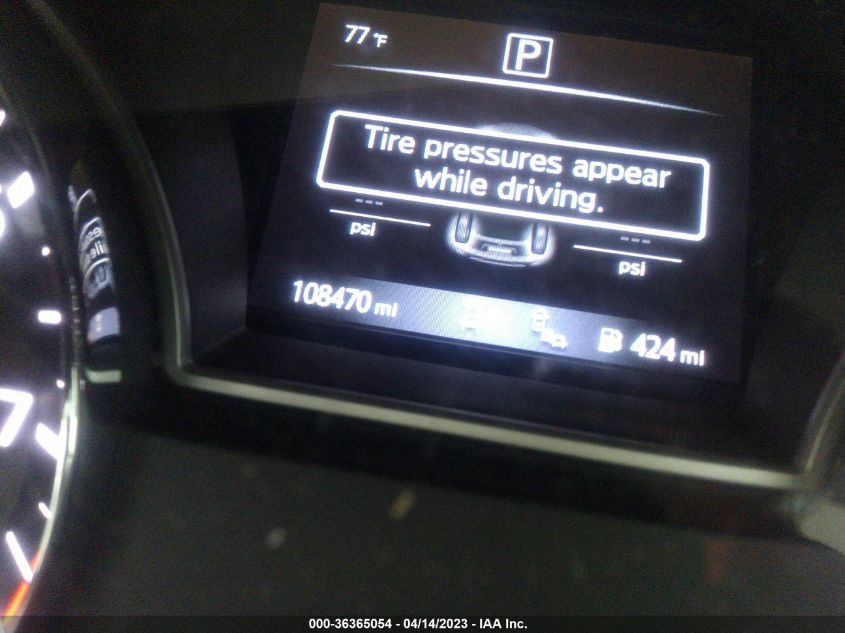 77°F
P
Tire pressures appear
while driving.
--- ---
psi psi
108470 mi 424 mi
7
000-36365054 - 04/14/2023 - IAA Inc.